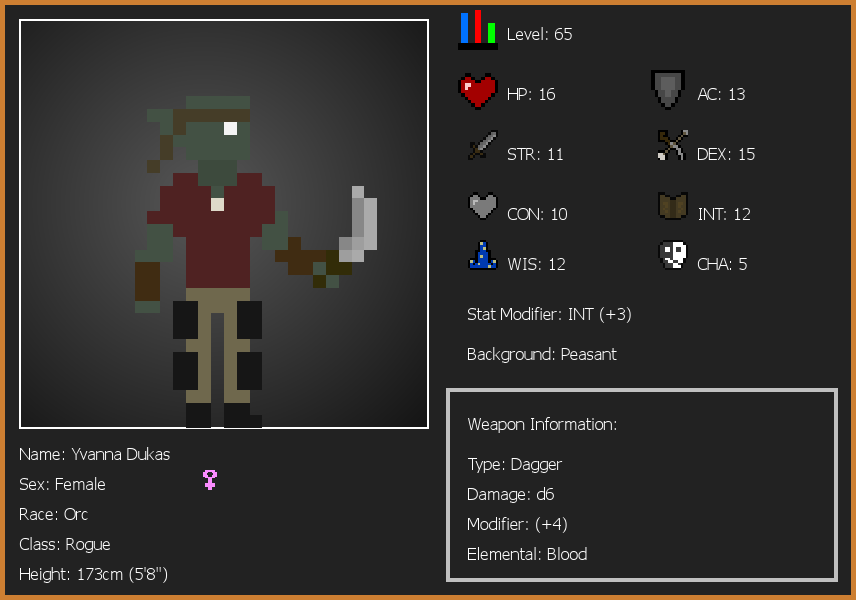 Level: 65
HP: 16
AC: 13
STR: 11
DEX: 15
CON: 10
INT: 12
WIS: 12
CHA: 5
Stat Modifier: INT (+3)
Background: Peasant
Weapon Information:
Type: Dagger
Damage: d6
Modifier: (+4)
Elemental: Blood
Name: Yvanna Dukas
Sex: Female
Race: Orc
Class: Rogue
Height: 173cm (5'8")